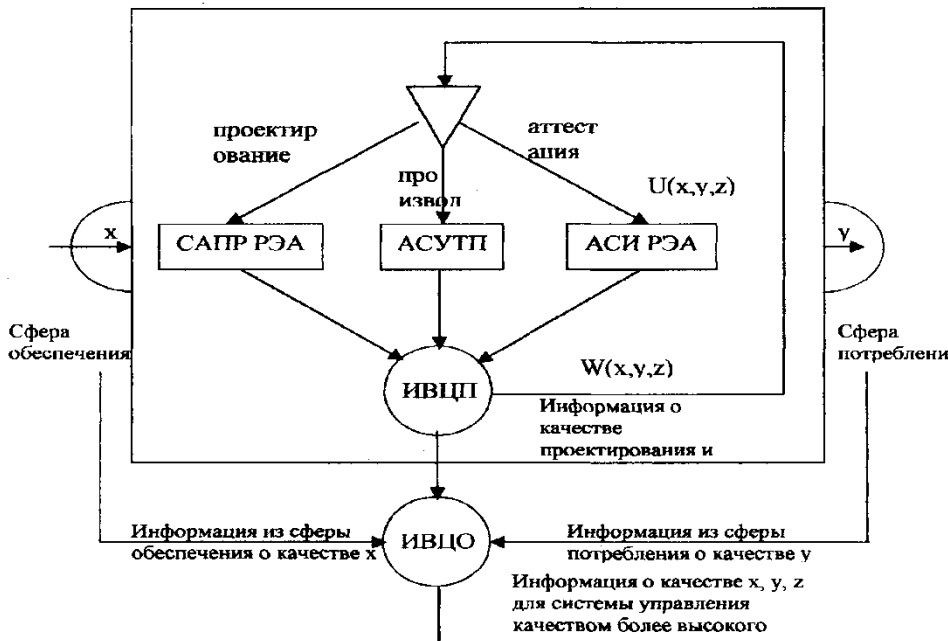 проектир
ование
аттест
ация
про
извол
U(x,y,z)
x
САПР РЭА
АСУТП
АСИ РЭА
y
Сфера
обеспечения
Сфера
потреблени
ИВЦП
W(x,y,z)
Информация о
качестве
проектирования и
Информация из сферы
обеспечения о качестве x
ИВЦО
Информация из сферы
потребления о качестве y
Информация о качестве x, y, z
для системы управления
качеством более высокого